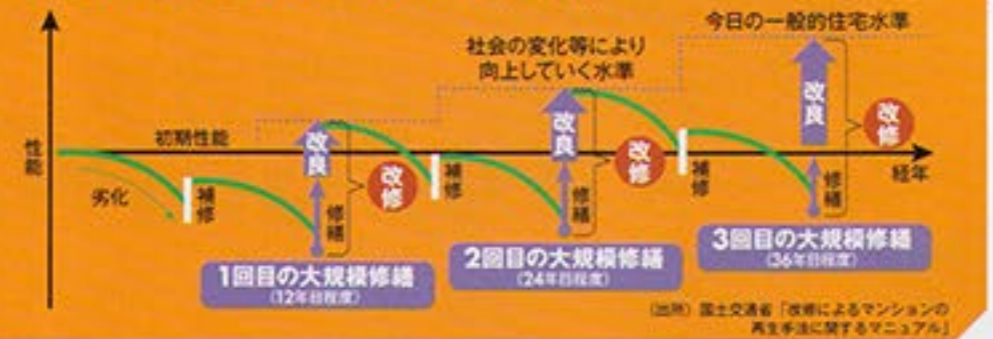 今日の一般的住宅水準
社会の変化等により
向上していく水準
改良
改修
改良
改修
改良
改修
初期性能
性能
劣化
補修
修繕
補修
修繕
補修
修繕
経年
1回目の大規模修繕
(12年目程度)
2回目の大規模修繕
(24年目程度)
3回目の大規模修繕
(36年目程度)
(出所) 国土交通省「改修によるマンションの
再生手法に関するマニュアル」